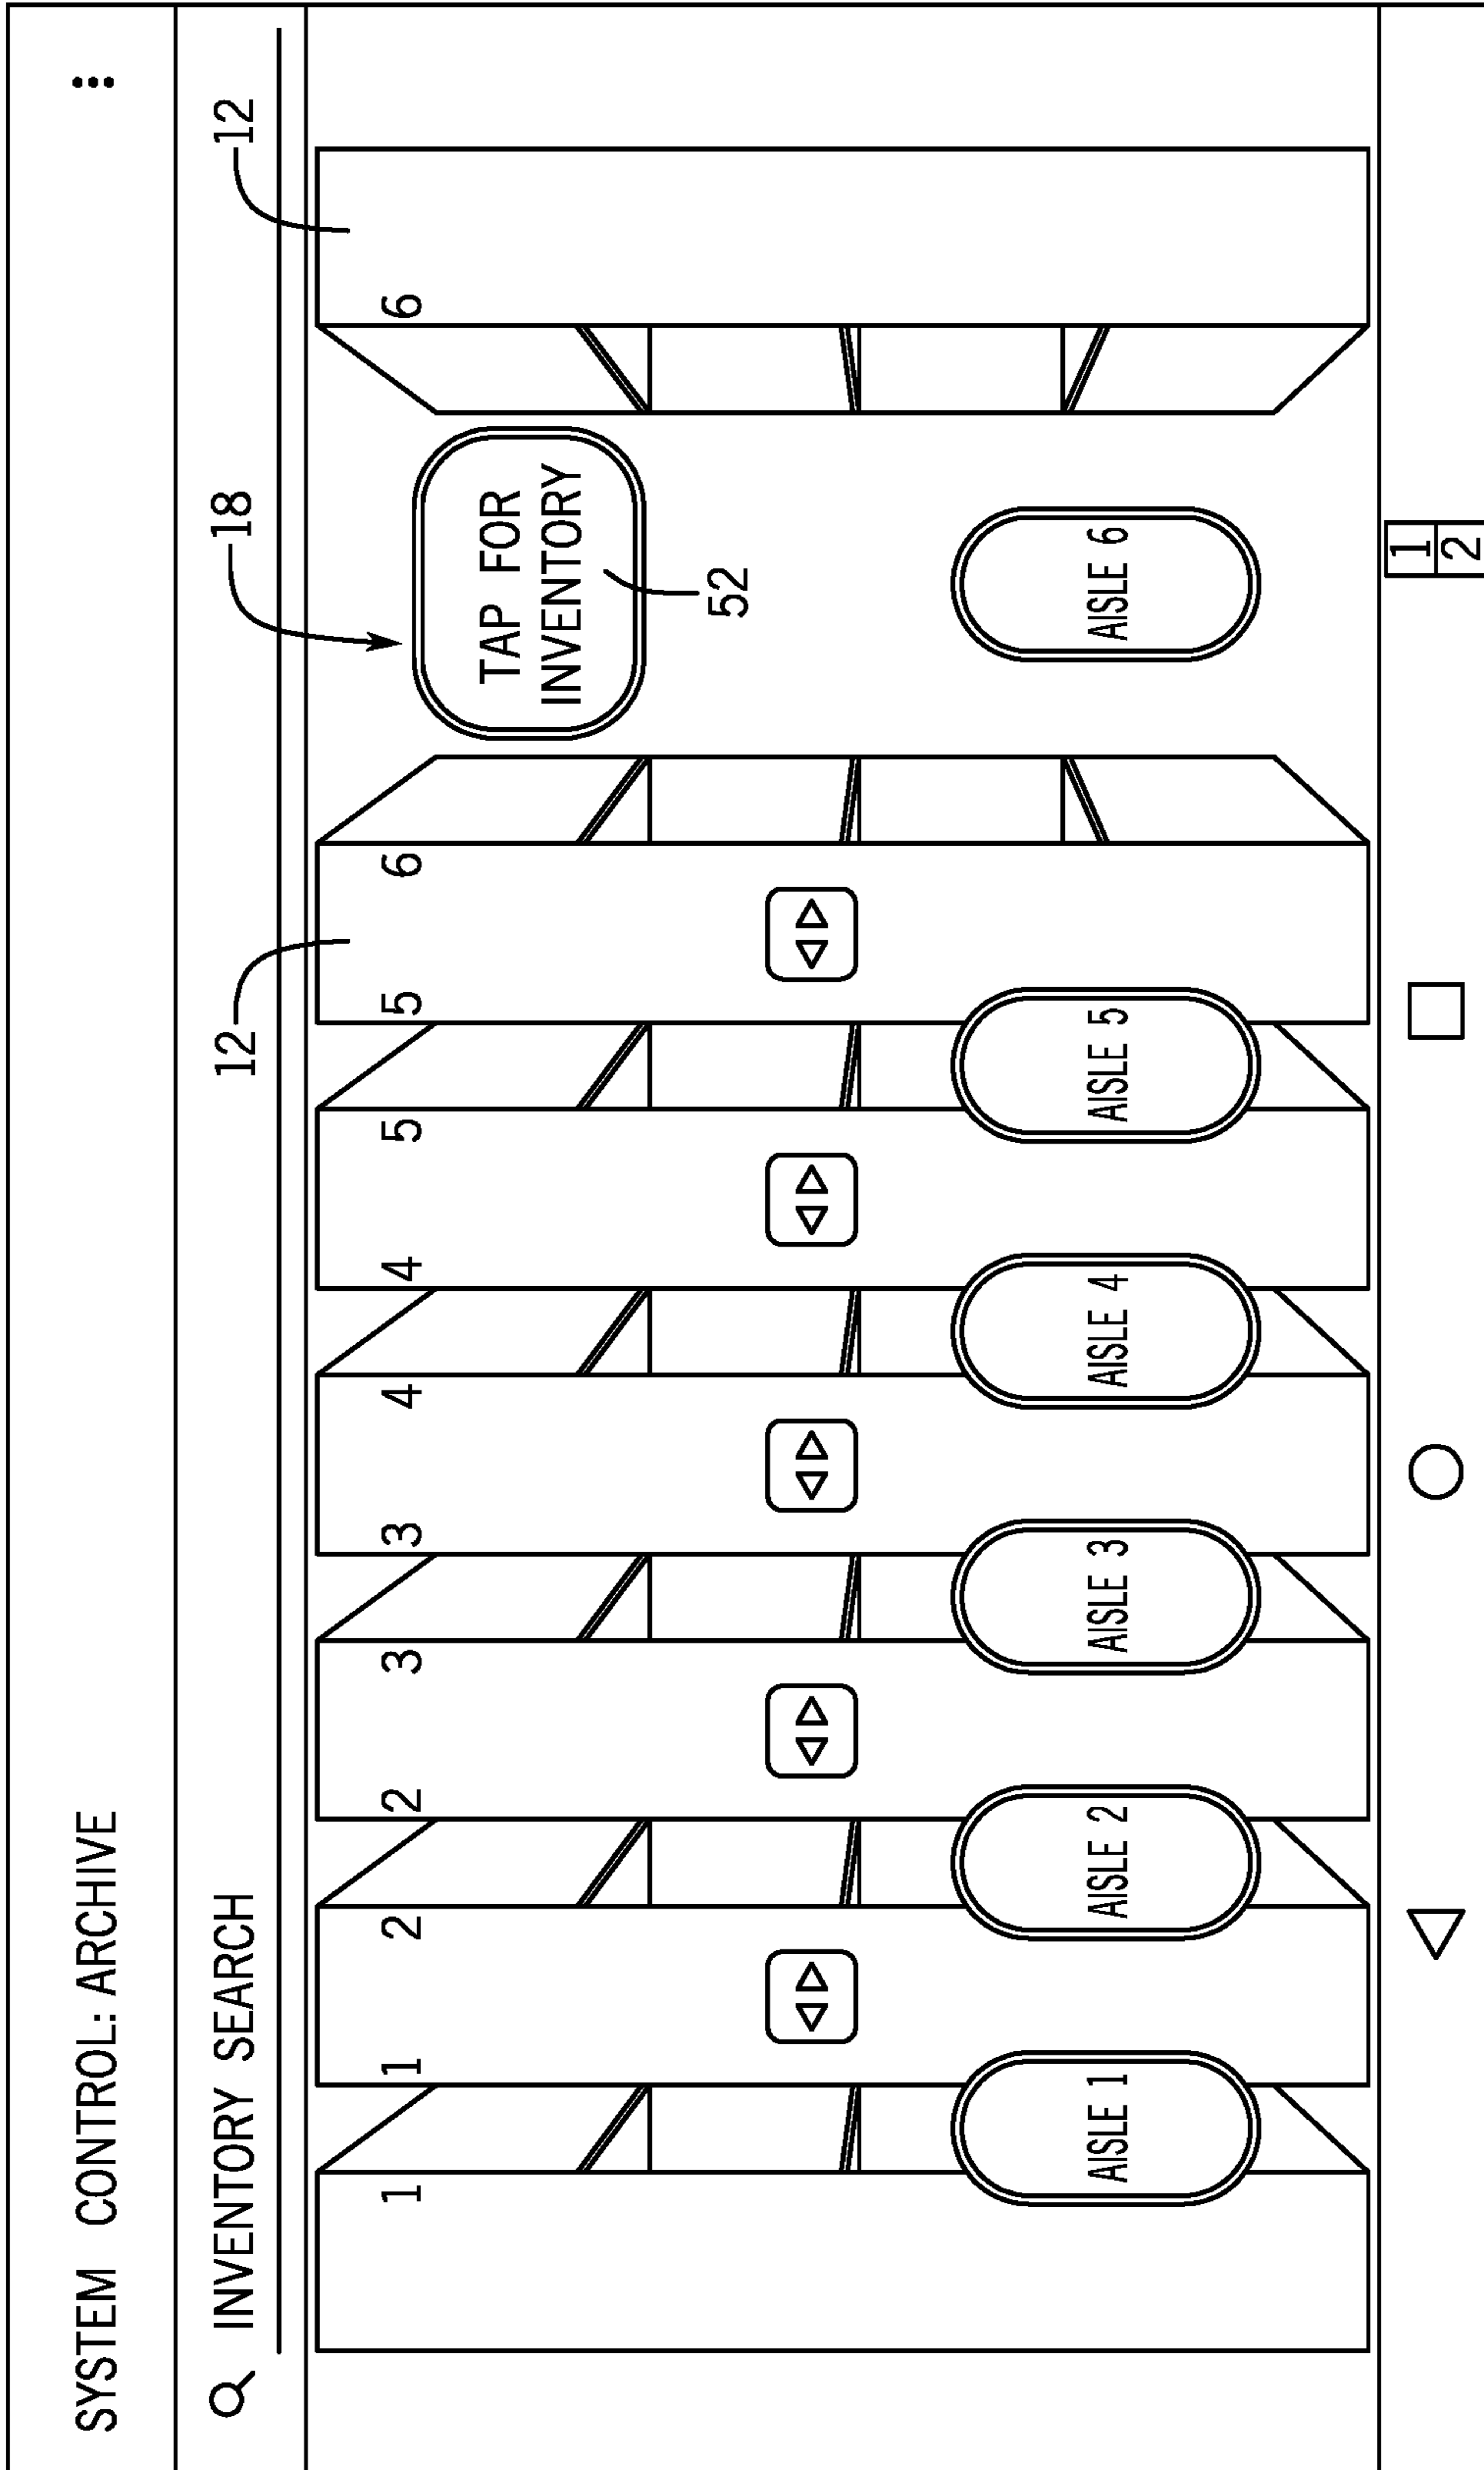 SYSTEM CONTROL: ARCHIVE
INVENTORY SEARCH
12
18
12
1
1
2
2
3
3
4
4
5
5
6
6
TAP FOR
INVENTORY
52
AISLE 1
AISLE 2
AISLE 3
AISLE 4
AISLE 5
AISLE 6
1
2